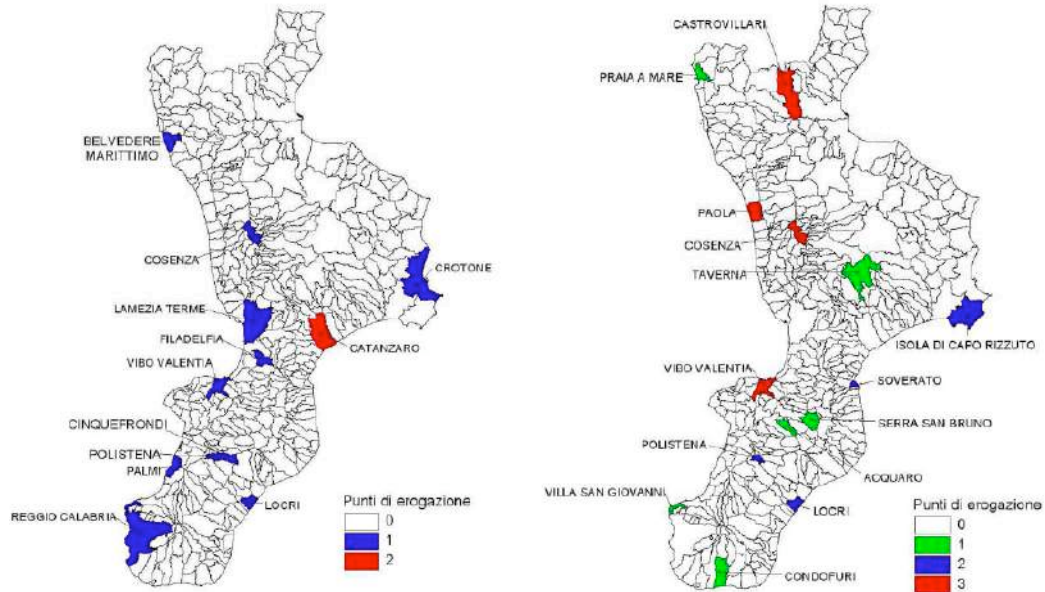 BELVEDERE
MARITTIMO
COSENZA
CROTONE
LAMEZIA TERME
FILADELFIA
CATANZARO
VIBO VALENTIA
CINQUEFRONDI
POLISTENA
PALMI
LOCRI
REGGIO CALABRIA
Punti di erogazione
0
1
2
CASTROVILLARI
PRAIA A MARE
PAOLA
COSENZA
TAVERNA
ISOLA DI CAPO RIZZUTO
VIBO VALENTIA
SOVERATO
SERRA SAN BRUNO
POLISTENA
ACQUARO
VILLA SAN GIOVANNI
LOCRI
CONDOFURI
Punti di erogazione
0
1
2
3